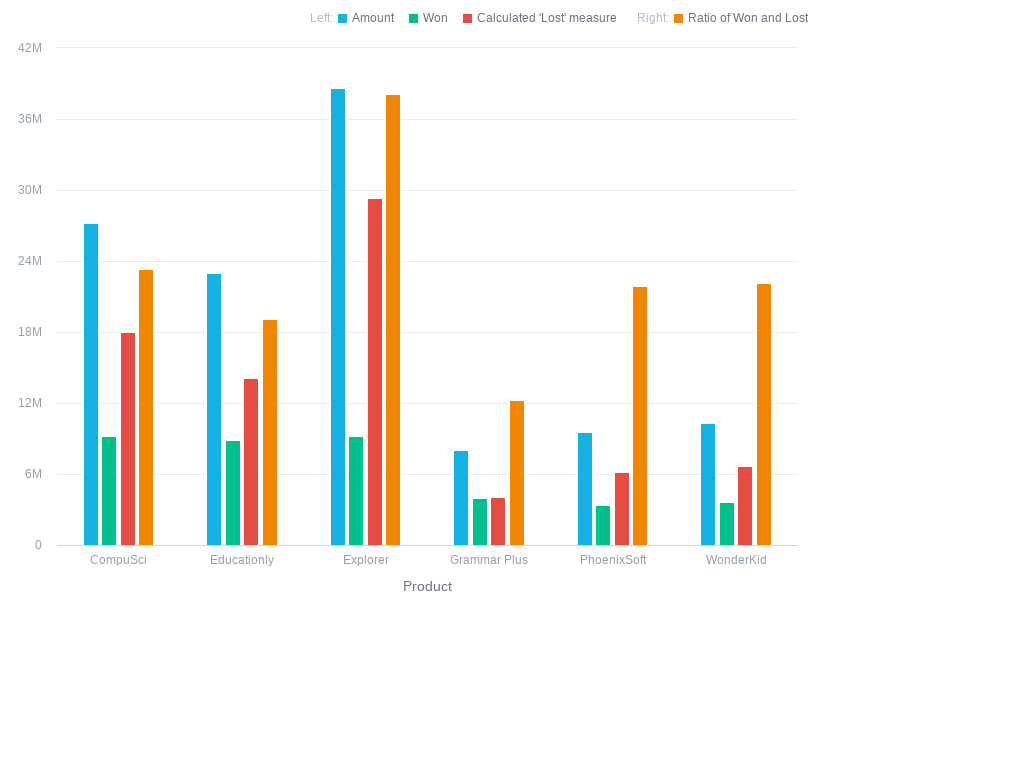 Left: Amount Won Calculated 'Lost' measure Right: Ratio of Won and Lost
42M
36M
30M
24M
18M
12M
6M
0
CompuSci Educationly Explorer Grammar Plus PhoenixSoft WonderKid
Product